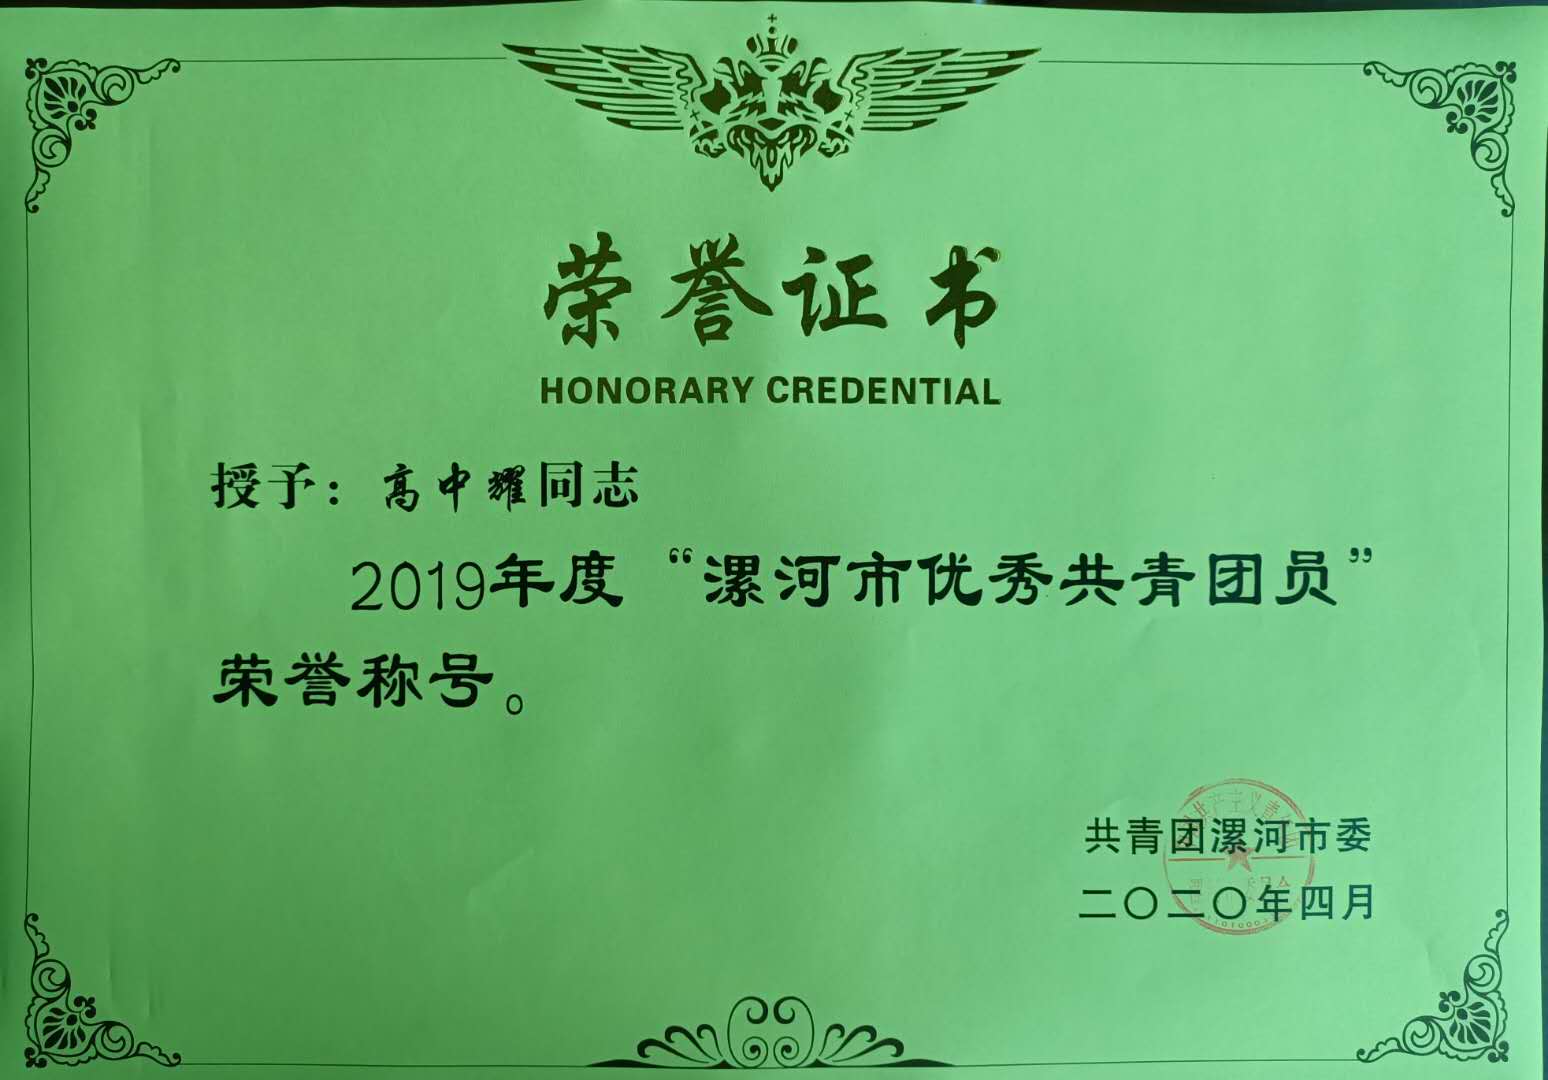 荣誉证书
HONORARY CREDENTIAL
授予：高中耀同志
2019年度“漯河市优秀共青团员”
荣誉称号。
共青团漯河市委
二〇二〇年四月